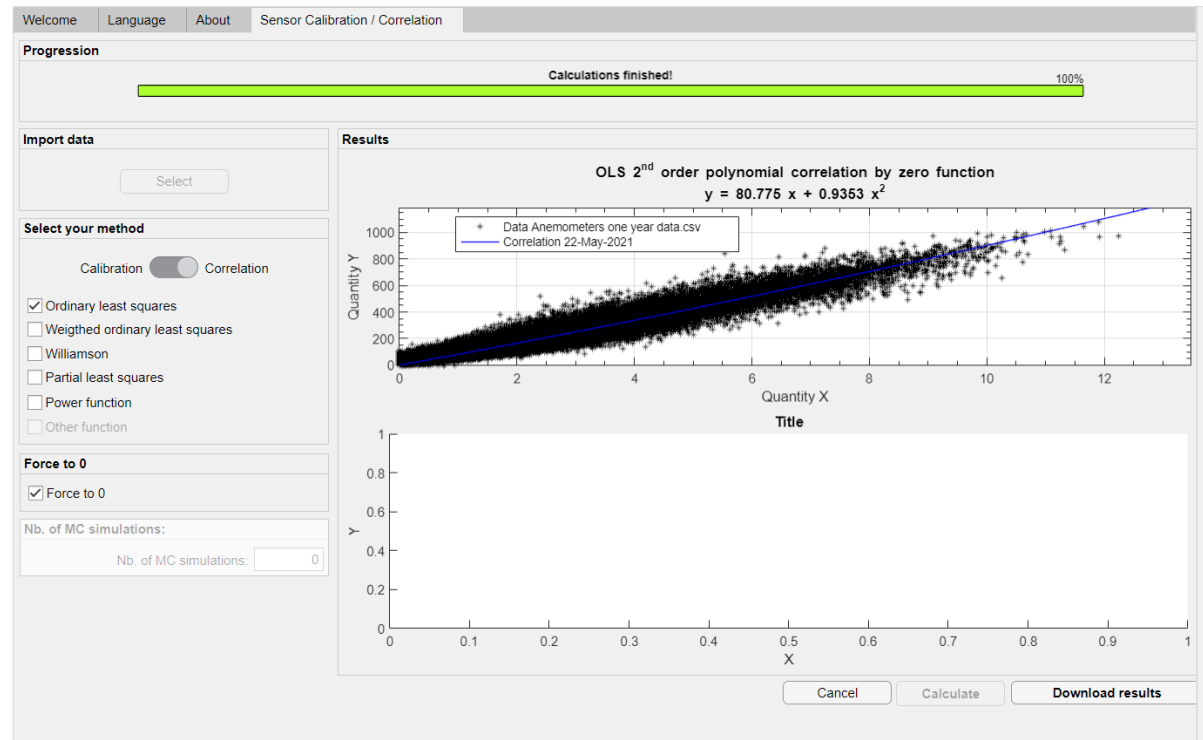 Welcome Language About Sensor Calibration / Correlation
Progression
Calculations finished!
100%
Import data
Select
Select your method
Calibration Correlation
Ordinary least squares
Weigthed ordinary least squares
Williamson
Partial least squares
Power function
Other function
Force to 0
Force to 0
Nb. of MC simulations:
Nb. of MC simulations: 0
Results
OLS 2nd order polynomial correlation by zero function
y = 80.775 x + 0.9353 x2
Data Anemometers one year data.csv
Correlation 22-May-2021
Quantity Y
1000
800
600
400
200
0
0 2 4 6 8 10 12
Quantity X
Title
Y
1
0.8
0.6
0.4
0.2
0
0 0.1 0.2 0.3 0.4 0.5 0.6 0.7 0.8 0.9 1
X
Cancel Calculate Download results